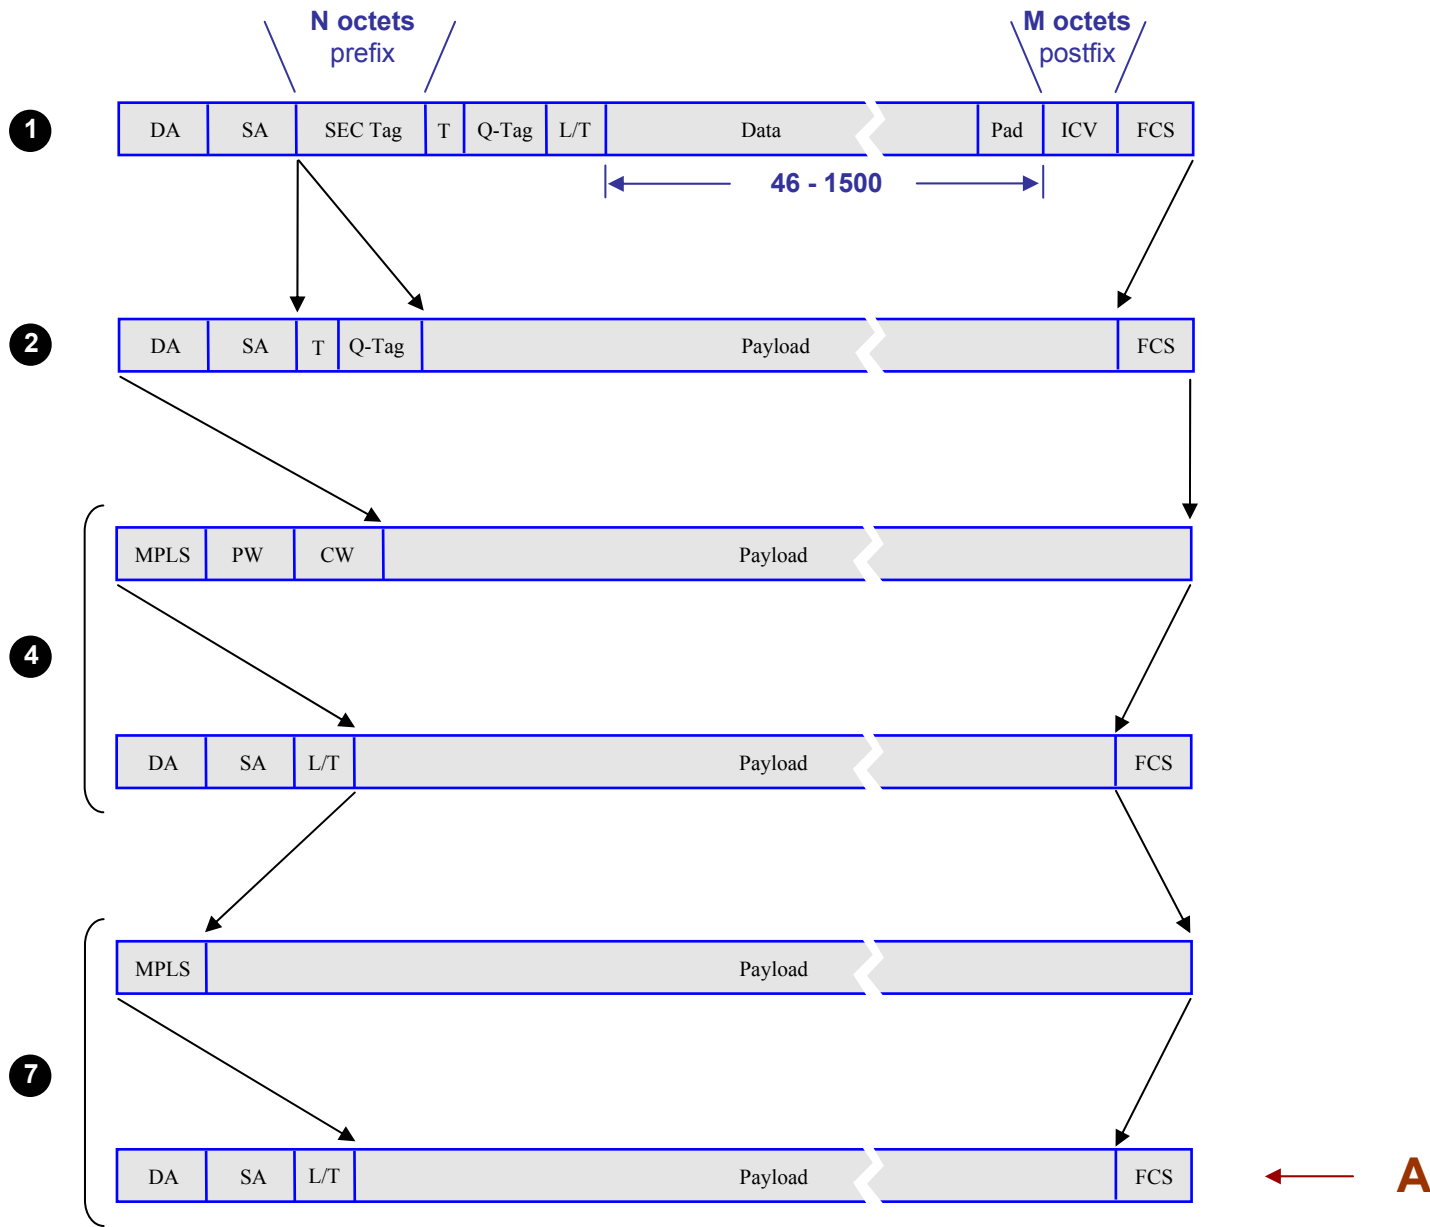 N octets
prefix
M octets
postfix
1
DA SA SEC Tag T Q-Tag L/T Data Pad ICV FCS
46 - 1500
2
DA SA T Q-Tag Payload FCS
4
MPLS PW CW Payload
DA SA L/T Payload FCS
7
MPLS Payload
DA SA L/T Payload FCS
A